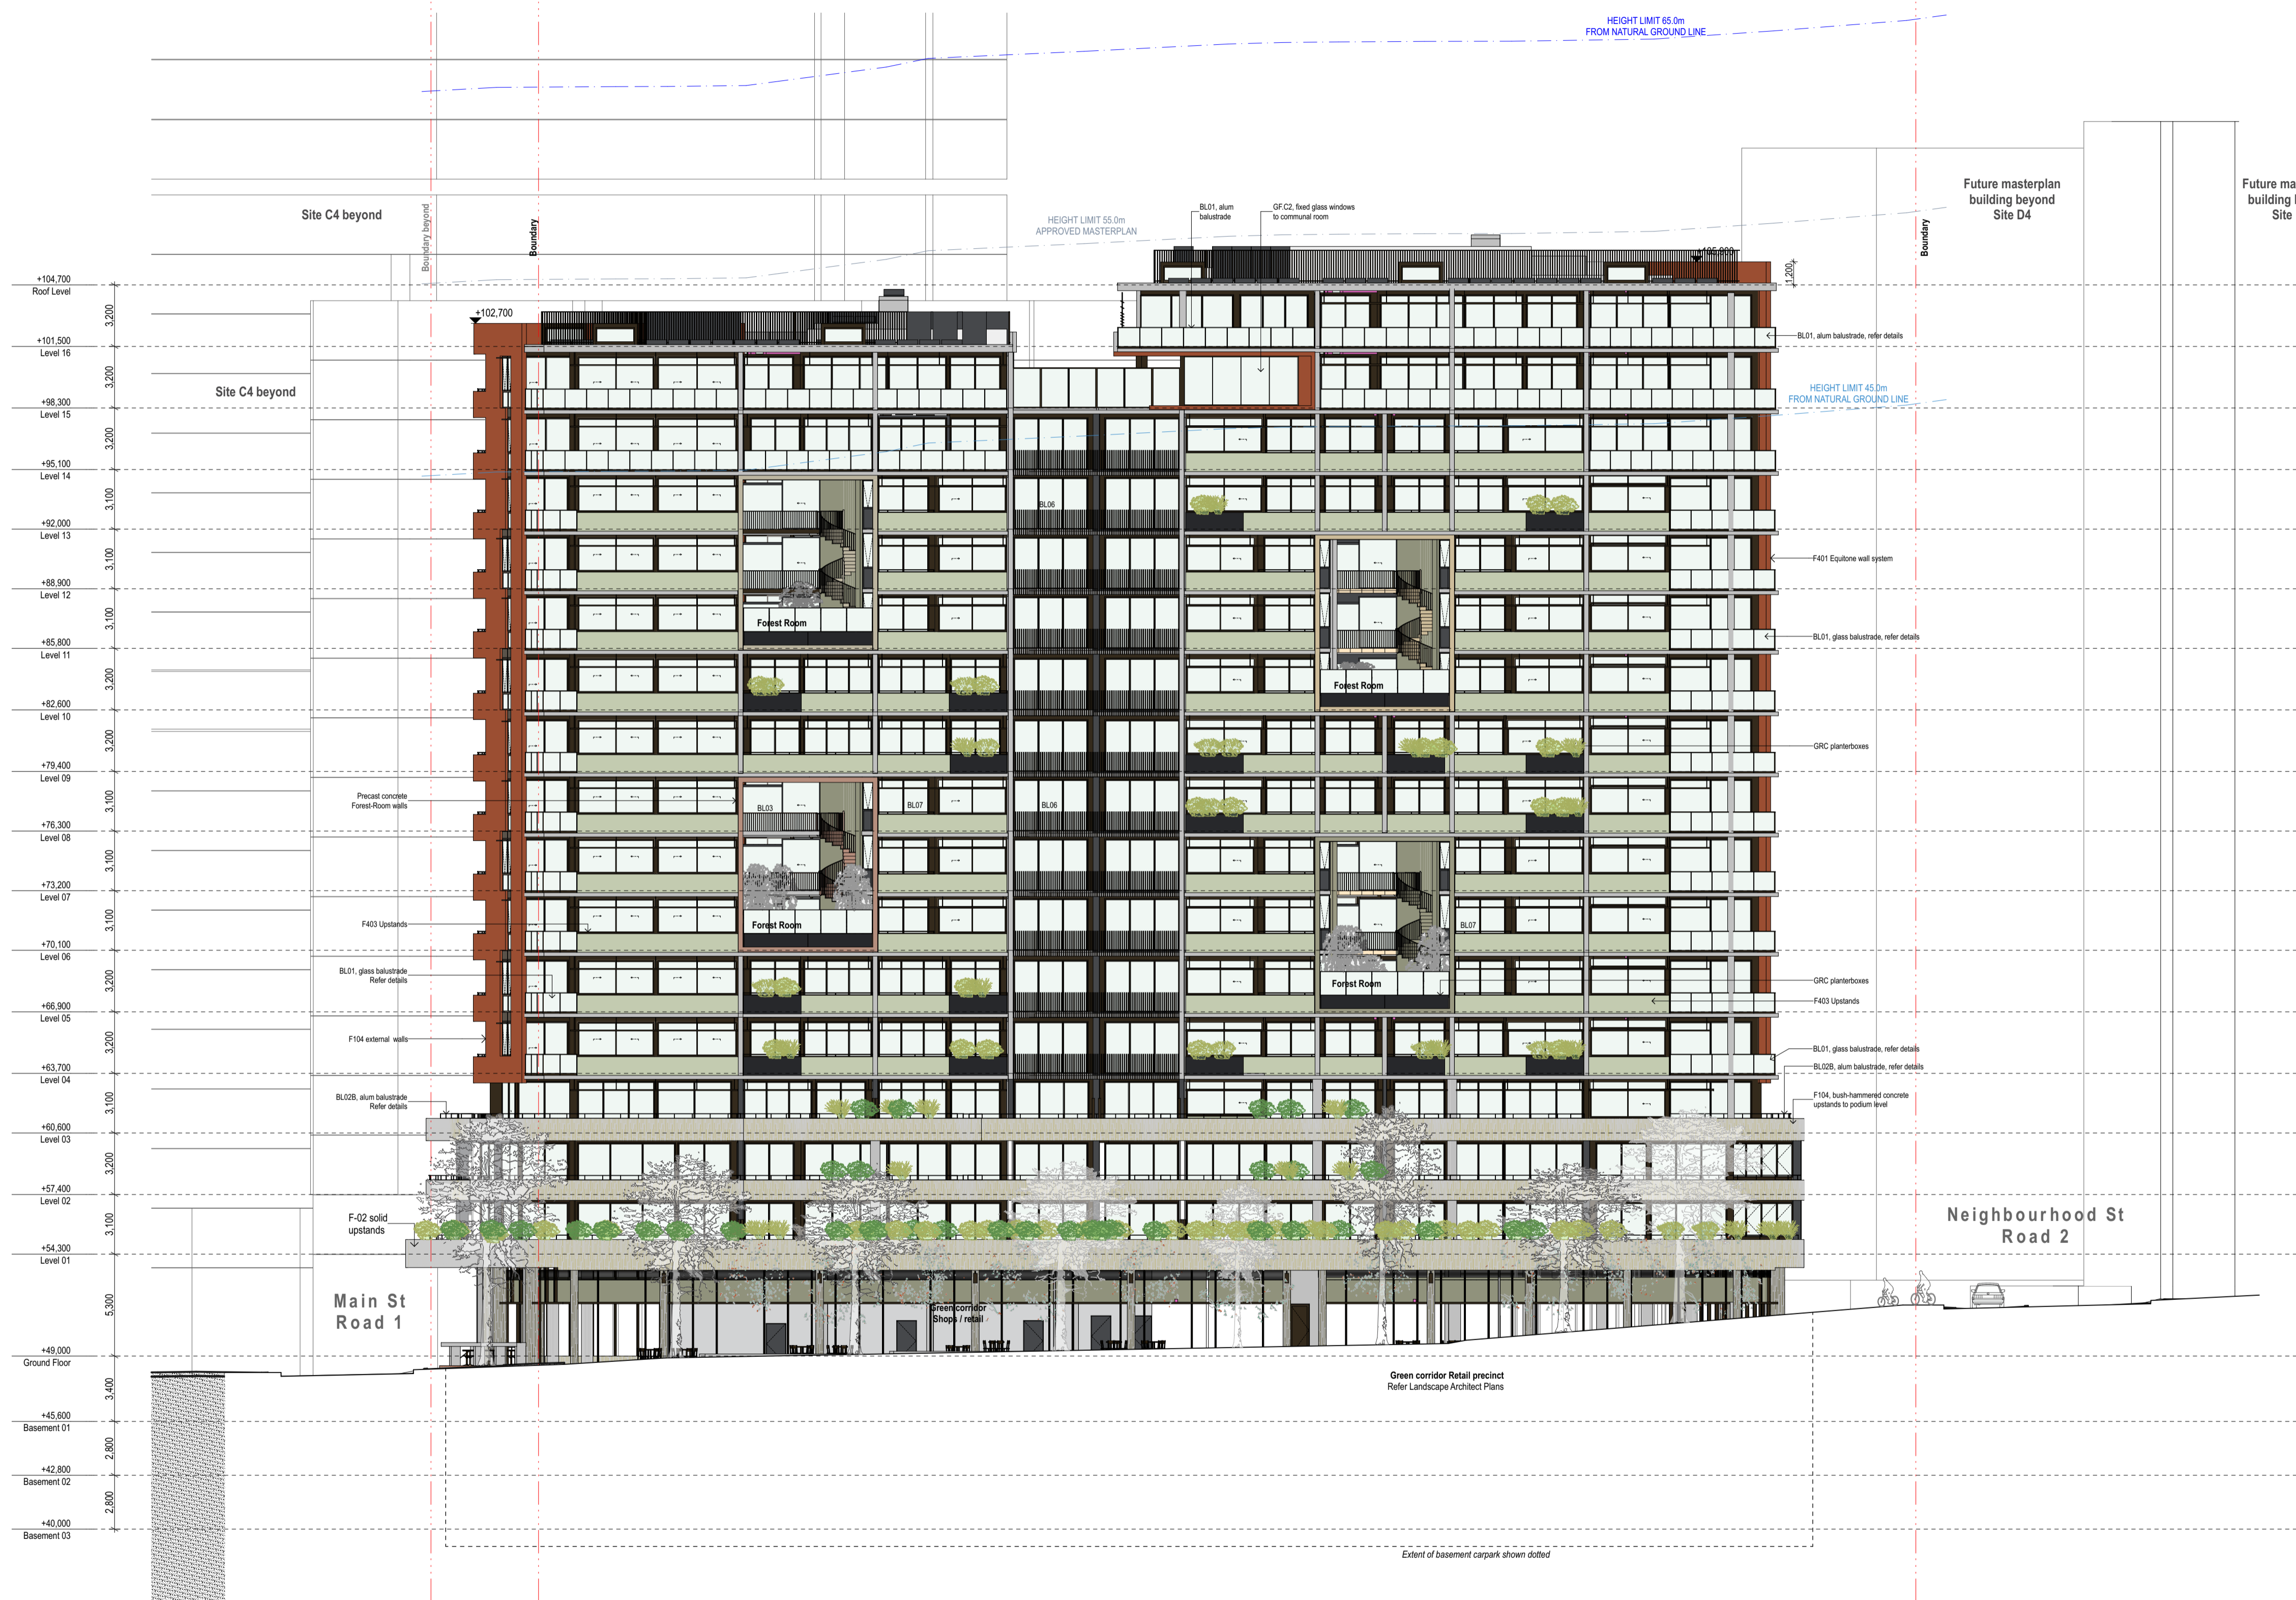 HEIGHT LIMIT 65.0m
FROM NATURAL GROUND LINE
Site C4 beyond
Boundary beyond
Boundary
HEIGHT LIMIT 55.0m
APPROVED MASTERPLAN
BL01, alum
balustrade
GF.C2, fixed glass windows
to communal room
Future masterplan
building beyond
Site D4
Future ma
building
Site
Boundary
+104,700
Roof Level
1,200
3,200
+102,700
+101,500
Level 16
BL01, alum balustrade, refer details
3,200
Site C4 beyond
HEIGHT LIMIT 45.0m
FROM NATURAL GROUND LINE
+98,300
Level 15
3,200
+95,100
Level 14
3,100
BL06
+92,000
Level 13
3,100
F401 Equitone wall system
+88,900
Level 12
3,100
Forest Room
BL01, glass balustrade, refer details
+85,800
Level 11
3,200
Forest Room
+82,600
Level 10
3,200
GRC planterboxes
+79,400
Level 09
3,100
Precast concrete
Forest-Room walls
BL03
BL07
BL06
+76,300
Level 08
3,100
+73,200
Level 07
3,100
F403 Upstands
Forest Room
BL07
+70,100
Level 06
3,200
BL01, glass balustrade
Refer details
Forest Room
GRC planterboxes
F403 Upstands
+66,900
Level 05
3,200
F104 external walls
BL01, glass balustrade, refer details
+63,700
Level 04
BL02B, alum balustrade, refer details
3,100
BL02B, alum balustrade
Refer details
F104, bush-hammered concrete
upstands to podium level
+60,600
Level 03
3,200
+57,400
Level 02
3,100
F-02 solid
upstands
Neighbourhood St
Road 2
+54,300
Level 01
5,300
Main St
Road 1
Green corridor
Shops / retail
+49,000
Ground Floor
3,400
Green corridor Retail precinct
Refer Landscape Architect Plans
+45,600
Basement 01
2,800
+42,800
Basement 02
2,800
+40,000
Basement 03
Extent of basement carpark shown dotted